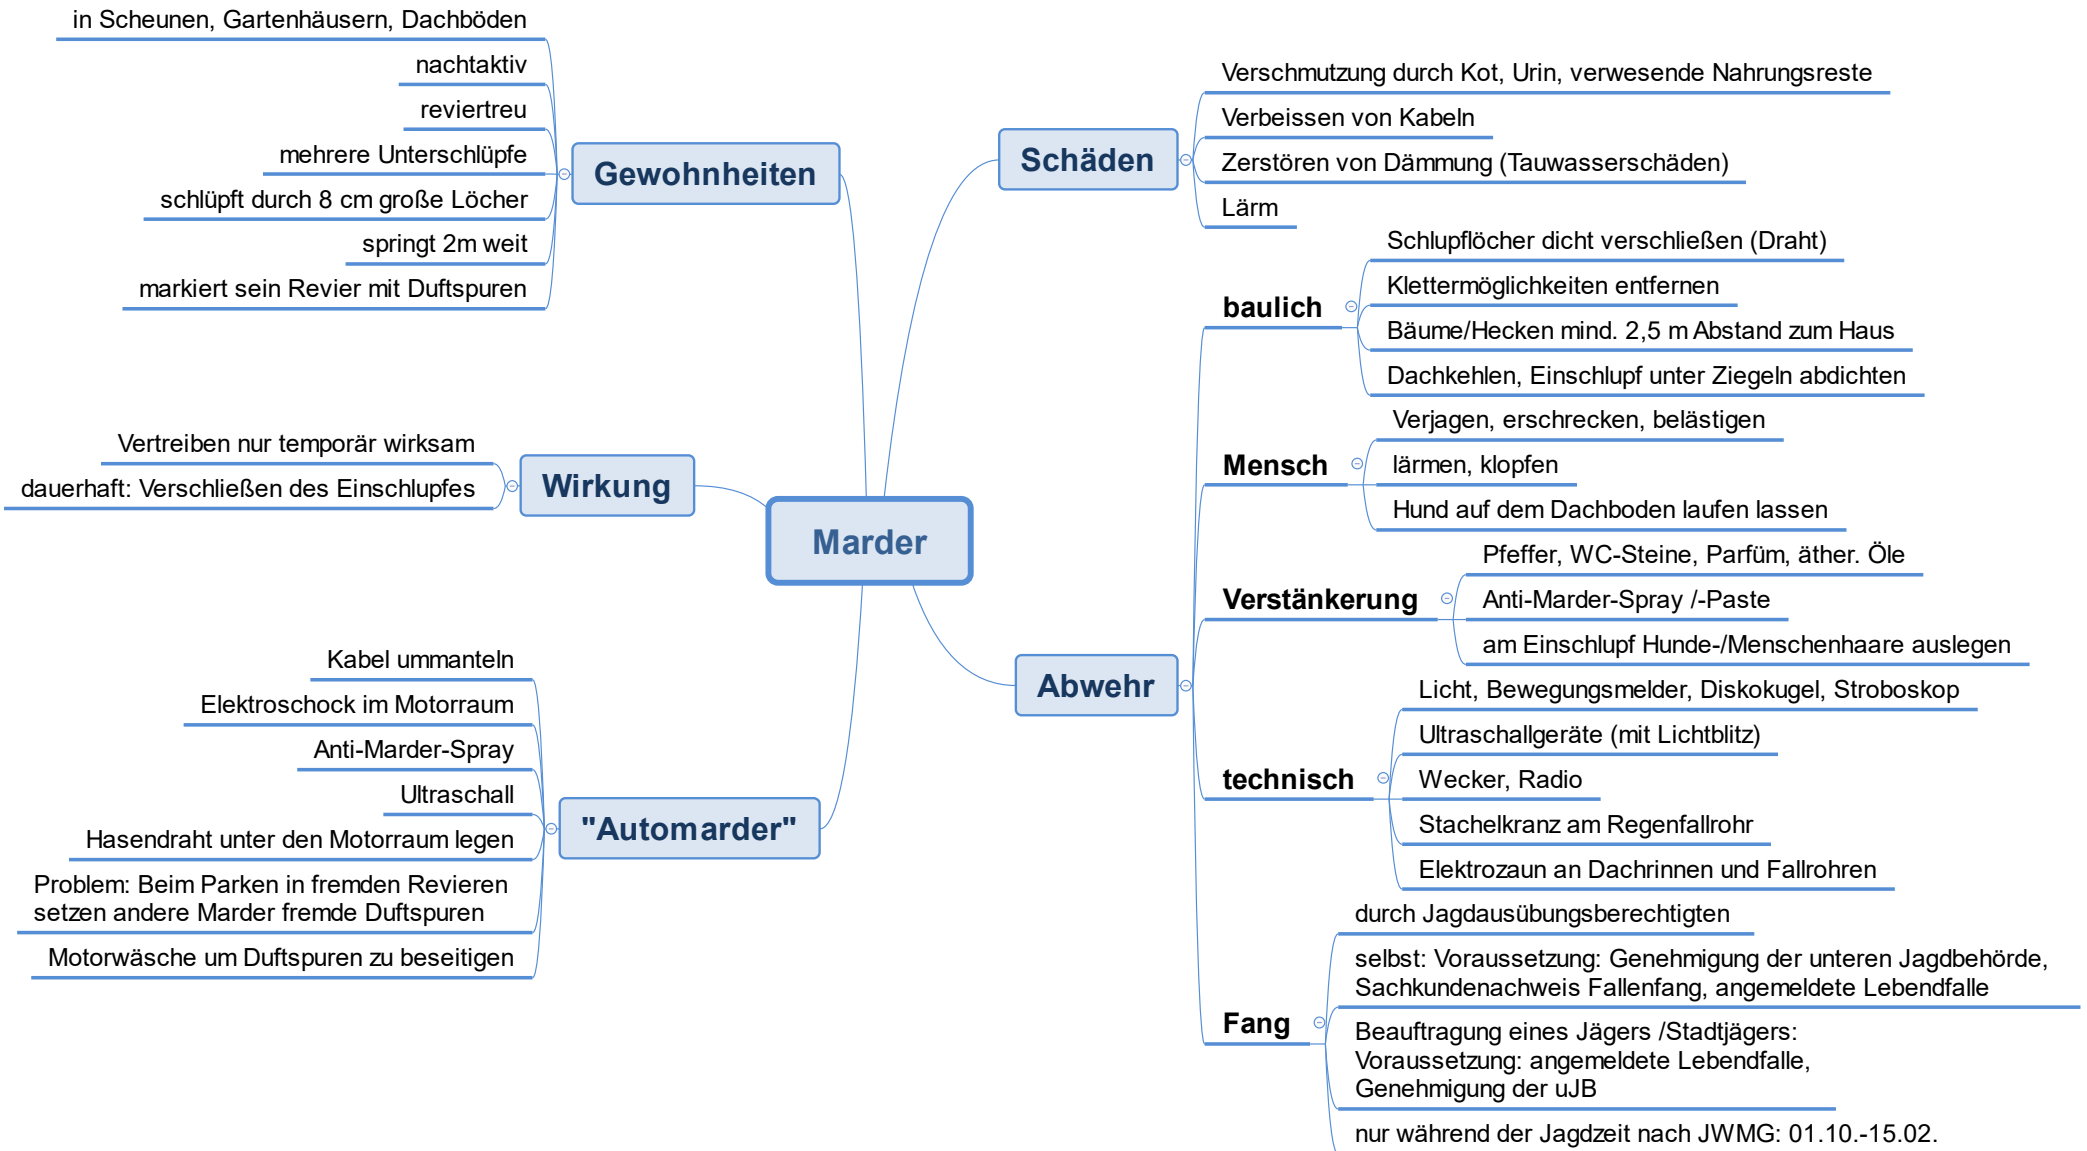 Marder
Gewohnheiten
in Scheunen, Gartenhäusern, Dachböden
nachtaktiv
reviertreu
mehrere Unterschlüpfe
schlüpft durch 8 cm große Löcher
springt 2m weit
markiert sein Revier mit Duftspuren
Wirkung
Vertreiben nur temporär wirksam
dauerhaft: Verschließen des Einschlupfes
"Automarder"
Kabel ummanteln
Elektroschock im Motorraum
Anti-Marder-Spray
Ultraschall
Hasendraht unter den Motorraum legen
Problem: Beim Parken in fremden Revieren
setzen andere Marder fremde Duftspuren
Motorwäsche um Duftspuren zu beseitigen
Schäden
Verschmutzung durch Kot, Urin, verwesende Nahrungsreste
Verbeissen von Kabeln
Zerstören von Dämmung (Tauwasserschäden)
Lärm
Abwehr
baulich
Schlupflöcher dicht verschließen (Draht)
Klettermöglichkeiten entfernen
Bäume/Hecken mind. 2,5 m Abstand zum Haus
Dachkehlen, Einschlupf unter Ziegeln abdichten
Mensch
Verjagen, erschrecken, belästigen
lärmen, klopfen
Hund auf dem Dachboden laufen lassen
Verstänkerung
Pfeffer, WC-Steine, Parfüm, äther. Öle
Anti-Marder-Spray /-Paste
am Einschlupf Hunde-/Menschenhaare auslegen
technisch
Licht, Bewegungsmelder, Diskokugel, Stroboskop
Ultraschallgeräte (mit Lichtblitz)
Wecker, Radio
Stachelkranz am Regenfallrohr
Elektrozaun an Dachrinnen und Fallrohren
Fang
durch Jagdausübungsberechtigten
selbst: Voraussetzung: Genehmigung der unteren Jagdbehörde,
Sachkundenachweis Fallenfang, angemeldete Lebendfalle
Beauftragung eines Jägers /Stadtjägers:
Voraussetzung: angemeldete Lebendfalle,
Genehmigung der uJB
nur während der Jagdzeit nach JWMG: 01.10.-15.02.